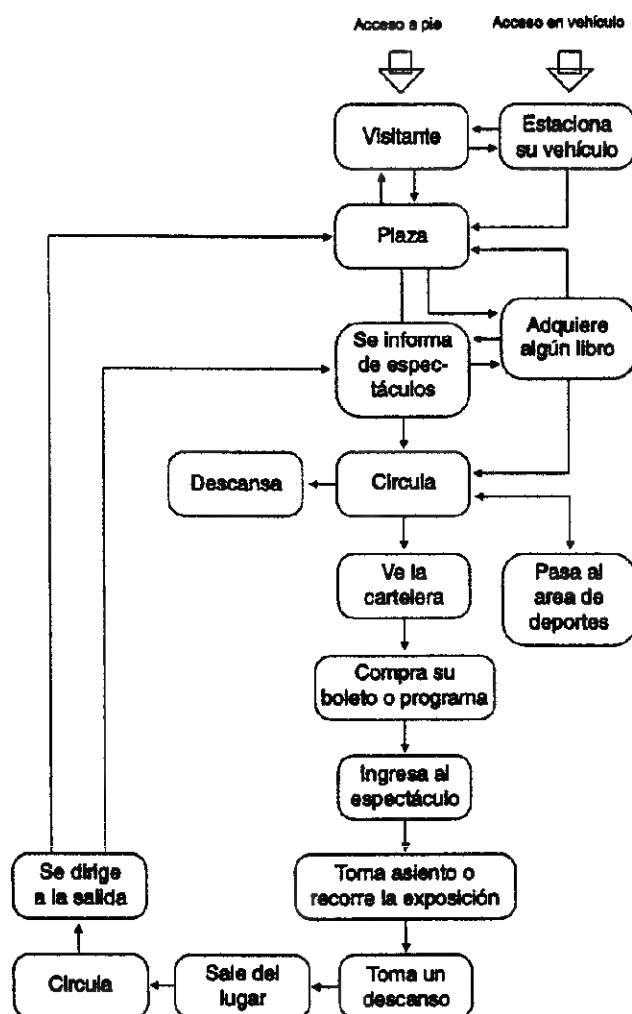 Acceso a pie
Acceso en vehículo
Visitante
Estaciona
su vehículo
Plaza
Adquiere
algún libro
Se informa
de espec-
táculos
Descansa
Circula
Ve la
cartelera
Pasa al
area de
deportes
Compra su
boleto o programa
Ingresa al
espectáculo
Se dirige
a la salida
Toma asiento o
recorre la exposición
Circula
Sale del
lugar
Toma un
descanso